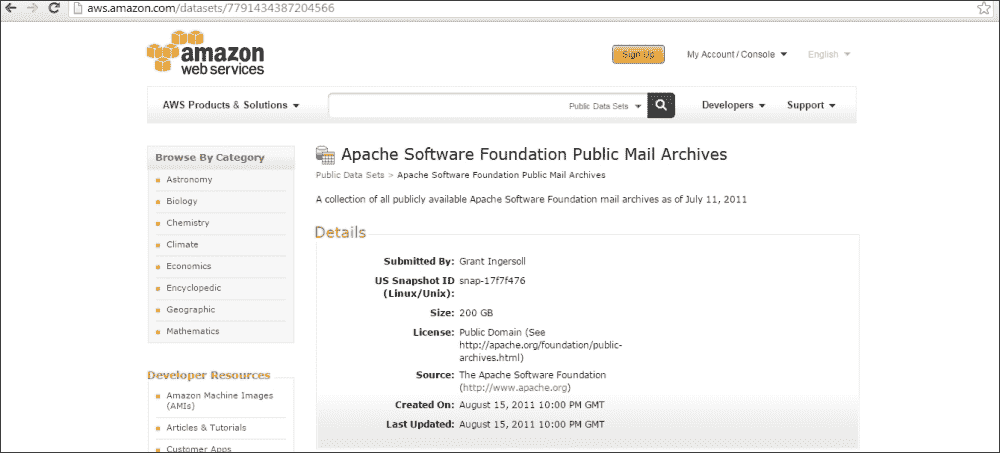 aws.amazon.com/datasets/7791434387204566
amazon
web services
Sign Up
My Account / Console
English
AWS Products & Solutions
Public Data Sets
Developers
Support
Browse By Category
Astronomy
Biology
Chemistry
Climate
Economics
Encyclopedic
Geographic
Mathematics
Developer Resources
Amazon Machine Images
(AMIs)
Articles & Tutorials
Customer Apps
Apache Software Foundation Public Mail Archives
Public Data Sets > Apache Software Foundation Public Mail Archives
A collection of all publicly available Apache Software Foundation mail archives as of July 11, 2011
Details
Submitted By: Grant Ingersoll
US Snapshot ID snap-17f7f476
(Linux/Unix):
Size: 200 GB
License: Public Domain (See
http://apache.org/foundation/public-
archives.html)
Source: The Apache Software Foundation
(http://www.apache.org)
Created On: August 15, 2011 10:00 PM GMT
Last Updated: August 15, 2011 10:00 PM GMT